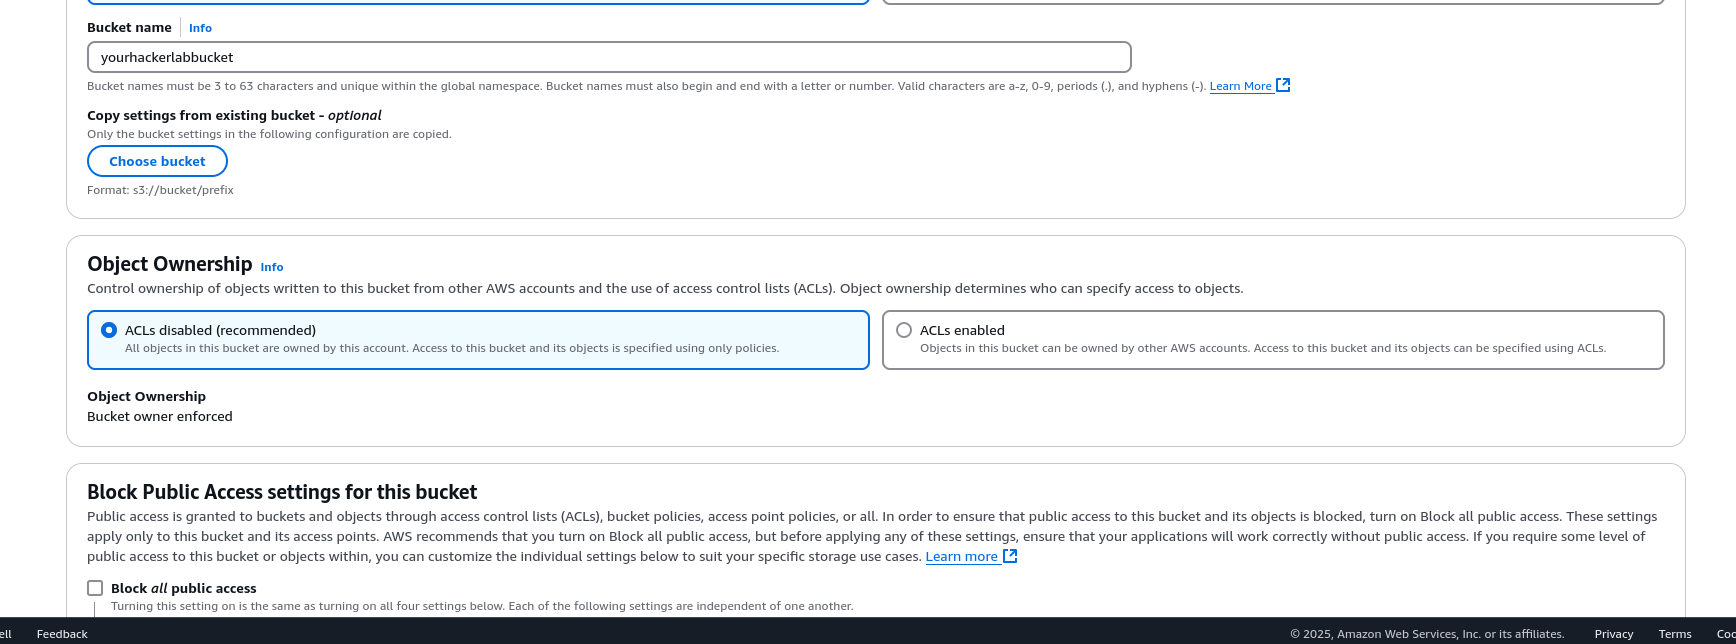 Bucket name Info
yourhackerlabbucket
Bucket names must be 3 to 63 characters and unique within the global namespace. Bucket names must also begin and end with a letter or number. Valid characters are a-z, 0-9, periods (.), and hyphens (-). Learn More
Copy settings from existing bucket - optional
Only the bucket settings in the following configuration are copied.
Choose bucket
Format: s3://bucket/prefix
Object Ownership Info
Control ownership of objects written to this bucket from other AWS accounts and the use of access control lists (ACLs). Object ownership determines who can specify access to objects.
ACLs disabled (recommended)
All objects in this bucket are owned by this account. Access to this bucket and its objects is specified using only policies.
ACLs enabled
Objects in this bucket can be owned by other AWS accounts. Access to this bucket and its objects can be specified using ACLs.
Object Ownership
Bucket owner enforced
Block Public Access settings for this bucket
Public access is granted to buckets and objects through access control lists (ACLs), bucket policies, access point policies, or all. In order to ensure that public access to this bucket and its objects is blocked, turn on Block all public access. These settings
apply only to this bucket and its access points. AWS recommends that you turn on Block all public access, but before applying any of these settings, ensure that your applications will work correctly without public access. If you require some level of
public access to this bucket or objects within, you can customize the individual settings below to suit your specific storage use cases. Learn more
Block all public access
Turning this setting on is the same as turning on all four settings below. Each of the following settings are independent of one another.
ell Feedback © 2025, Amazon Web Services, Inc. or its affiliates. Privacy Terms Coo